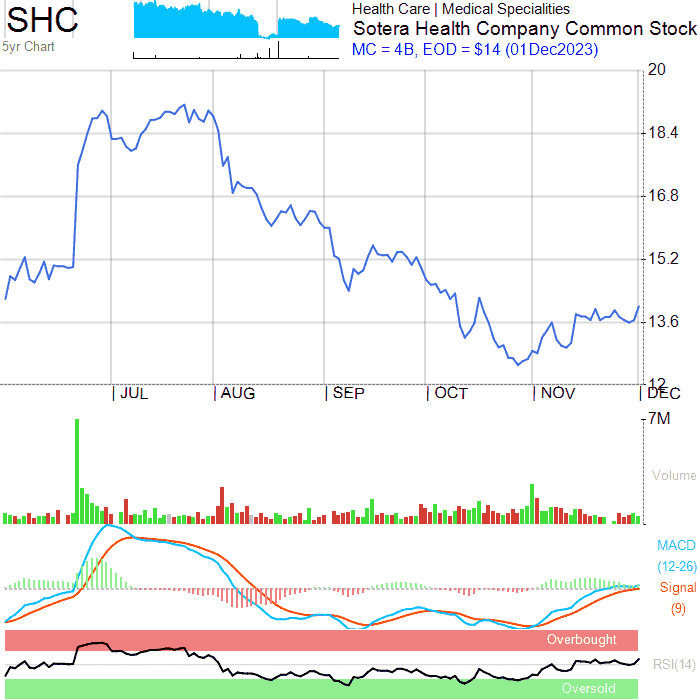 SHC
5yr Chart
Health Care | Medical Specialities
Sotera Health Company Common Stock
MC = 4B, EOD = $14 (01Dec2023)
20
18.4
16.8
15.2
13.6
12
JUL
AUG
SEP
OCT
NOV
DEC
7M
Volume
MACD
(12-26)
Signal
(9)
Overbought
RSI(14)
Oversold